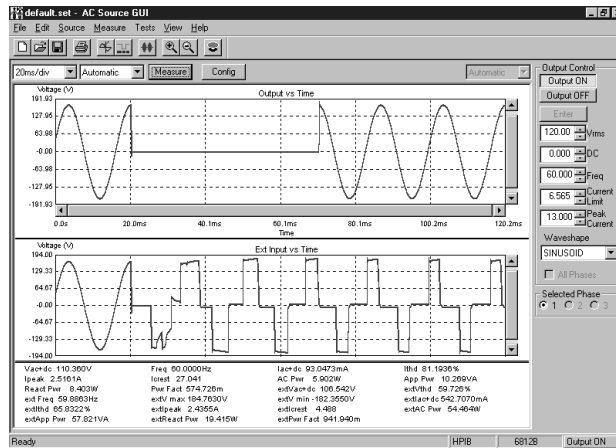 default.set - AC Source GUI
File Edit Source Measure Tests View Help
20ms/div Automatic Measure Config Automatic
Voltage (V) Output vs Time
191.93
127.96
63.98
-0.00
-63.98
-127.95
-191.93
0.0s 20.0ms 40.1ms 60.1ms 80.1ms 100.2ms 120.2ms
Time
Voltage (V) Ext Input vs Time
194.00
129.33
64.67
-0.00
-64.67
-129.33
-194.00
Vac+dc 110.360V Freq 60.0000Hz Iac+dc 93.0473mA Ithd 81.1936%
Ipeak 2.5161A Icrest 27.041 AC Pwr 5.902W App Pwr 10.269VA
React Pwr 8.403W Pwr Fact 574.726m extVac+dc 106.542V extVthd 59.726%
ext Freq 59.8863Hz extV max 184.7630V extV min -182.3550V extIac+dc 542.7070mA
extIthd 65.8322% extIpeak 2.4355A extIcrest 4.488 extAC Pwr 54.464W
extApp Pwr 57.821VA extReact Pwr 19.415W extPwr Fact 941.940m
Output Control
Output ON
Output OFF
Enter
120.00 Vrms
0.000 DC
60.000 Freq
6.565 Current Limit
13.000 Peak Current
Waveshape
SINUSOID
All Phases
Selected Phase
1 2 3
Ready HPIB 6812B Output ON